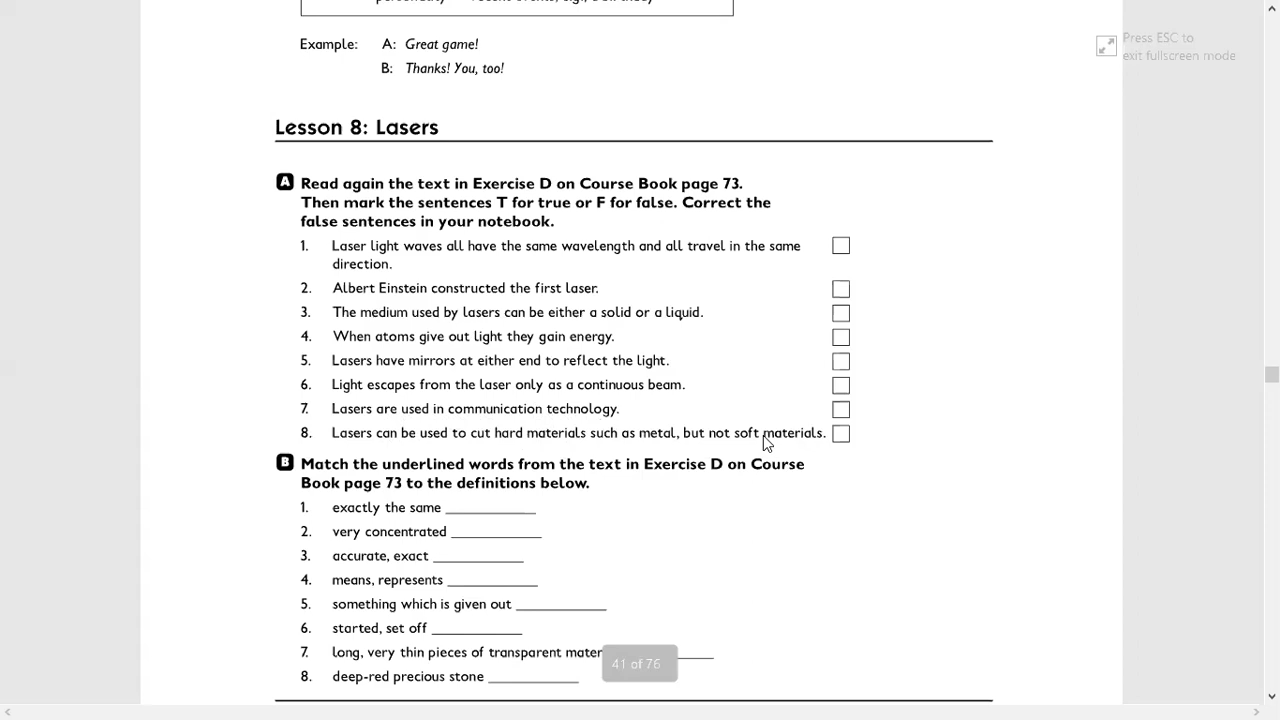 Example: A: Great game!
B: Thanks! You, too!
Press ESC to
exit fullscreen mode
Lesson 8: Lasers
A Read again the text in Exercise D on Course Book page 73.
Then mark the sentences T for true or F for false. Correct the
false sentences in your notebook.
1. Laser light waves all have the same wavelength and all travel in the same
direction.
2. Albert Einstein constructed the first laser.
3. The medium used by lasers can be either a solid or a liquid.
4. When atoms give out light they gain energy.
5. Lasers have mirrors at either end to reflect the light.
6. Light escapes from the laser only as a continuous beam.
7. Lasers are used in communication technology.
8. Lasers can be used to cut hard materials such as metal, but not soft materials.
B Match the underlined words from the text in Exercise D on Course
Book page 73 to the definitions below.
1. exactly the same
2. very concentrated
3. accurate, exact
4. means, represents
5. something which is given out
6. started, set off
7. long, very thin pieces of transparent
41 of 76
8. deep-red precious stone